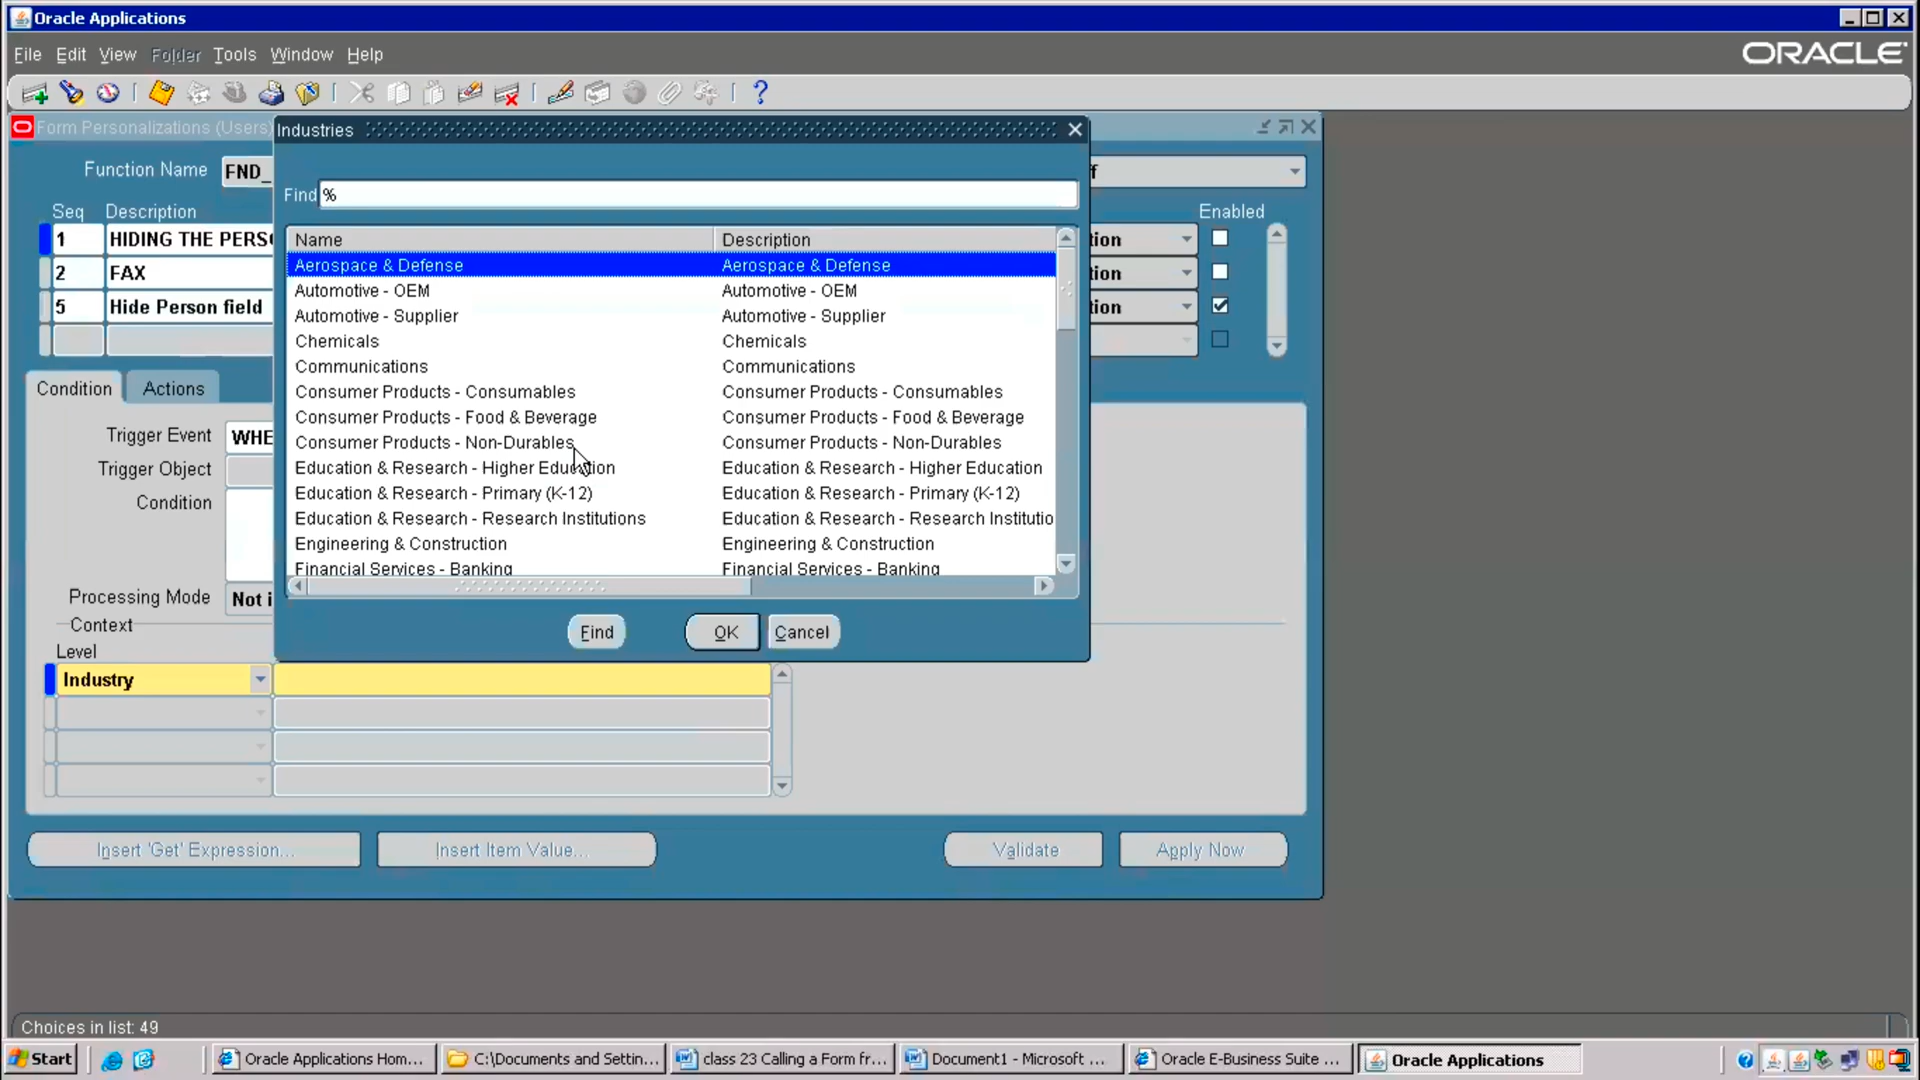 Oracle Applications
File Edit View Folder Tools Window Help
ORACLE
Form Personalizations (Users)
Industries
Function Name FND_
Find %
Seq Description Enabled
Name Description
1 HIDING THE
2 FAX
5 Hide Person field
Aerospace & Defense Aerospace & Defense
Automotive - OEM Automotive - OEM
Automotive - Supplier Automotive - Supplier
Chemicals Chemicals
Communications Communications
Consumer Products - Consumables Consumer Products - Consumables
Consumer Products - Food & Beverage Consumer Products - Food & Beverage
Consumer Products - Non-Durables Consumer Products - Non-Durables
Education & Research - Higher Education Education & Research - Higher Education
Education & Research - Primary (K-12) Education & Research - Primary (K-12)
Education & Research - Research Institutions Education & Research - Research Institutio
Engineering & Construction Engineering & Construction
Financial Services - Banking Financial Services - Banking
Find OK Cancel
Condition Actions
Trigger Event WHE
Trigger Object
Condition
Processing Mode Not i
Context
Level
Industry
Insert 'Get' Expression... Insert Item Value... Validate Apply Now
Choices in list: 49
Start Oracle Applications Hom... C:\Documents and Settin... class 23 Calling a Form fr... Document1 - Microsoft ... Oracle E-Business Suite ... Oracle Applications